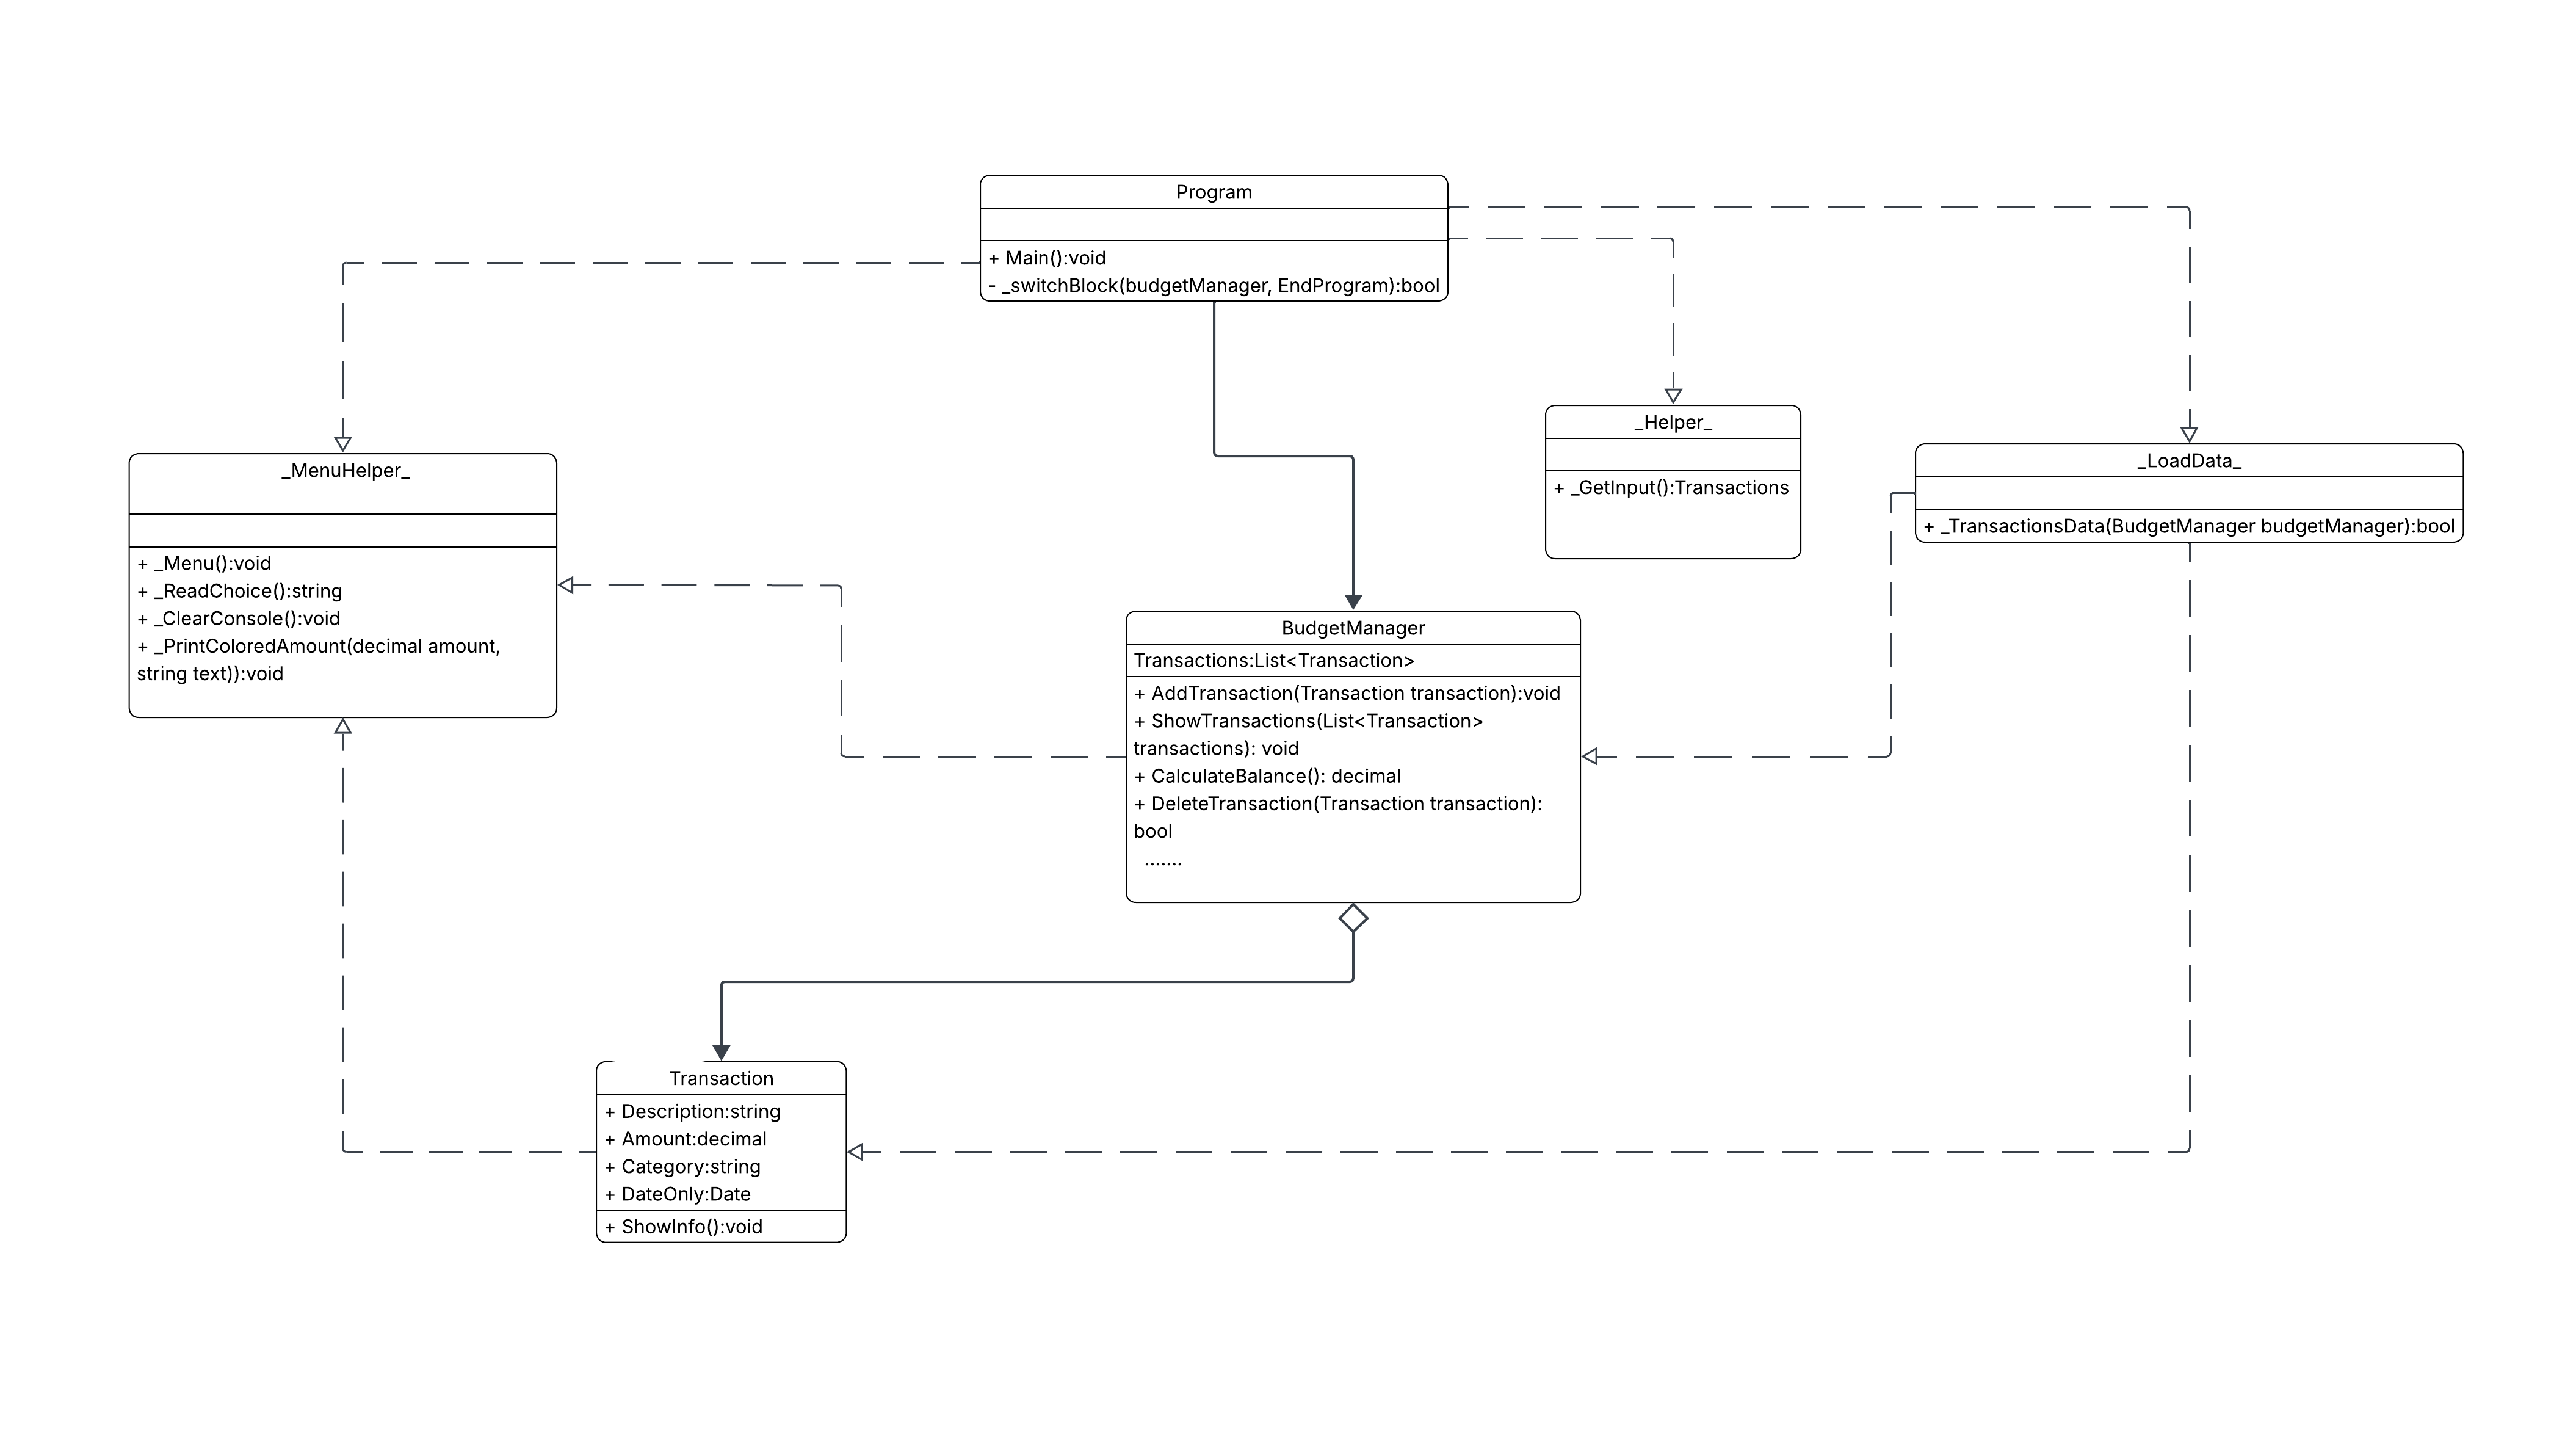 Program
+ Main():void
- _switchBlock(budgetManager, EndProgram):bool
_Helper_
+ _GetInput():Transactions
_LoadData_
+ _TransactionsData(BudgetManager budgetManager):bool
_MenuHelper_
+ _Menu():void
+ _ReadChoice():string
+ _ClearConsole():void
+ _PrintColoredAmount(decimal amount,
string text)):void
BudgetManager
Transactions:List<Transaction>
+ AddTransaction(Transaction transaction):void
+ ShowTransactions(List<Transaction>
transactions): void
+ CalculateBalance(): decimal
+ DeleteTransaction(Transaction transaction):
bool
.......
Transaction
+ Description:string
+ Amount:decimal
+ Category:string
+ DateOnly:Date
+ ShowInfo():void